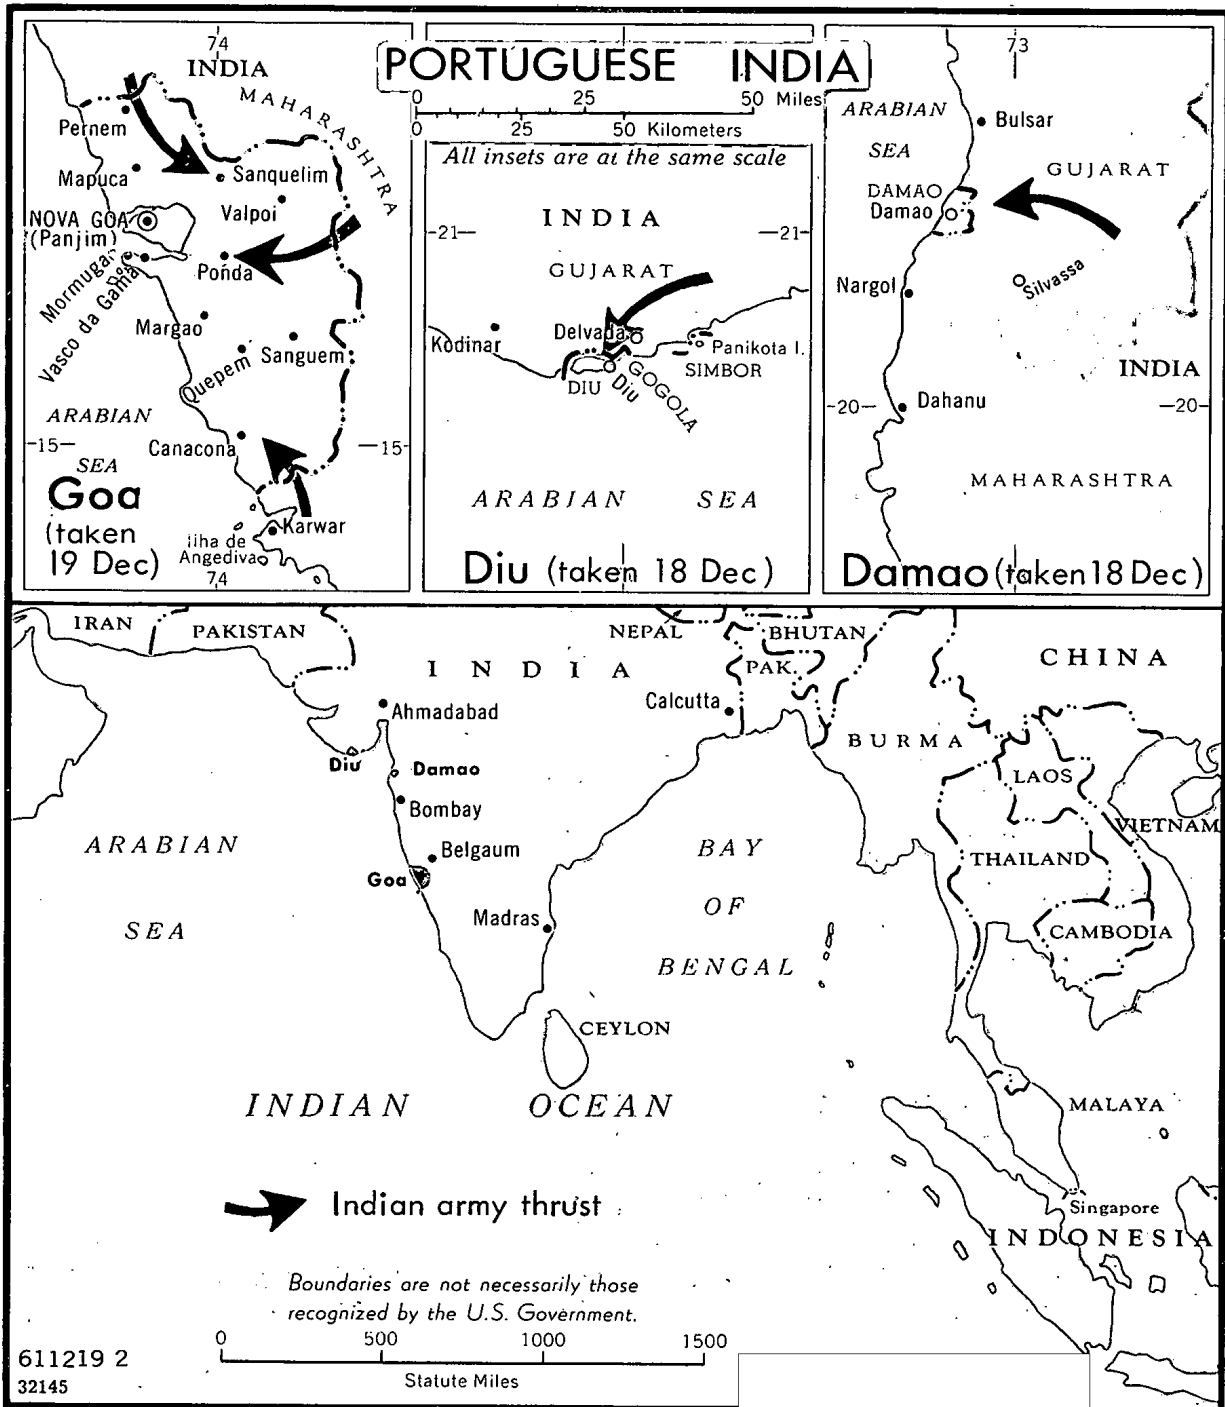 PORTUGUESE INDIA
0 25 50 Miles
0 25 50 Kilometers
All insets are at the same scale
74
INDIA
MAHARASHTRA
Pernem
Mapuca
Sanquelim
Valpoi
NOVA GOA
(Panjim)
Mormugao
Vasco da Gama
Ponda
Margao
Sanguem
Quepem
ARABIAN
SEA
15
15
Canacona
Goa
(taken
19 Dec)
Karwar
Ilha de
Angediva
74
INDIA
21
21
GUJARAT
Kodinar
Delvada
Panikota I.
SIMBOR
DIU
Diu
GOGOLA
ARABIAN SEA
Diu (taken 18 Dec)
73
ARABIAN
SEA
Bulsar
GUJARAT
DAMAO
Damao
Silvassa
Nargol
INDIA
20
Dahanu
20
MAHARASHTRA
Damao (taken 18 Dec)
IRAN
PAKISTAN
NEPAL
BHUTAN
INDIA
PAK.
CHINA
Calcutta
Ahmadabad
BURMA
Diu
Damao
LAOS
Bombay
VIETNAM
ARABIAN
SEA
Belgaum
Goa
BAY
OF
BENGAL
THAILAND
Madras
CAMBODIA
CEYLON
INDIAN OCEAN
MALAYA
Indian army thrust
Singapore
INDONESIA
Boundaries are not necessarily those
recognized by the U.S. Government.
0 500 1000 1500
Statute Miles
611219 2
32145